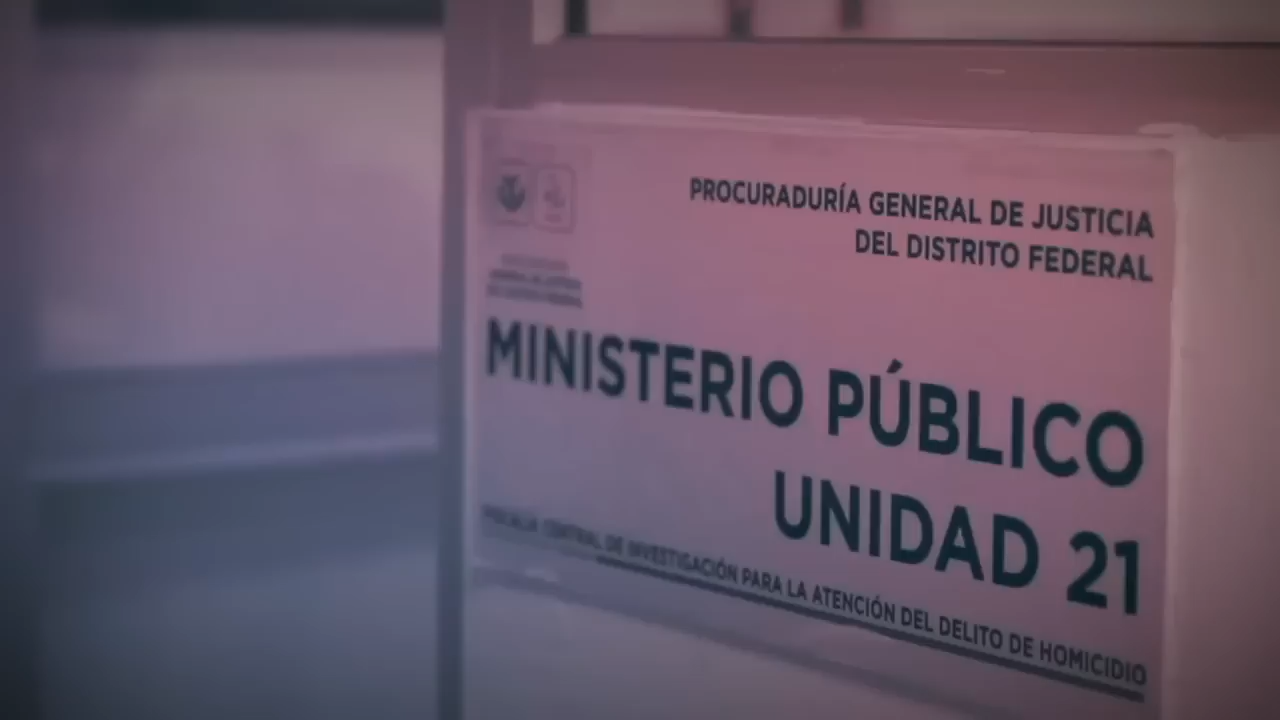 PROCURADURÍA GENERAL DE JUSTICIA
DEL DISTRITO FEDERAL
MINISTERIO PÚBLICO
UNIDAD 21
FISCALÍA CENTRAL DE INVESTIGACIÓN PARA LA ATENCIÓN DEL DELITO DE HOMICIDIO